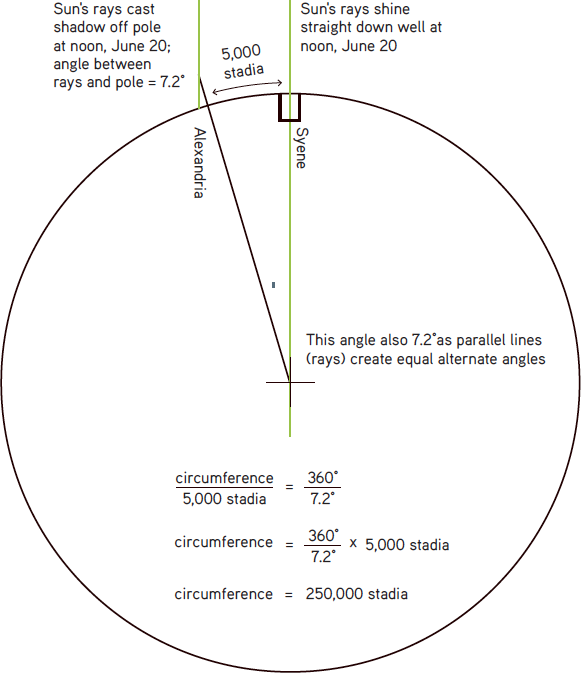 Sun's rays cast
shadow off pole
at noon, June 20;
angle between
rays and pole = 7.2˚
5,000
stadia
Sun's rays shine
straight down well at
noon, June 20
Alexandria
Syene
This angle also 7.2˚as parallel lines
(rays) create equal alternate angles
circumference / 5,000 stadia = 360˚ / 7.2˚
circumference = 360˚ / 7.2˚ x 5,000 stadia
circumference = 250,000 stadia